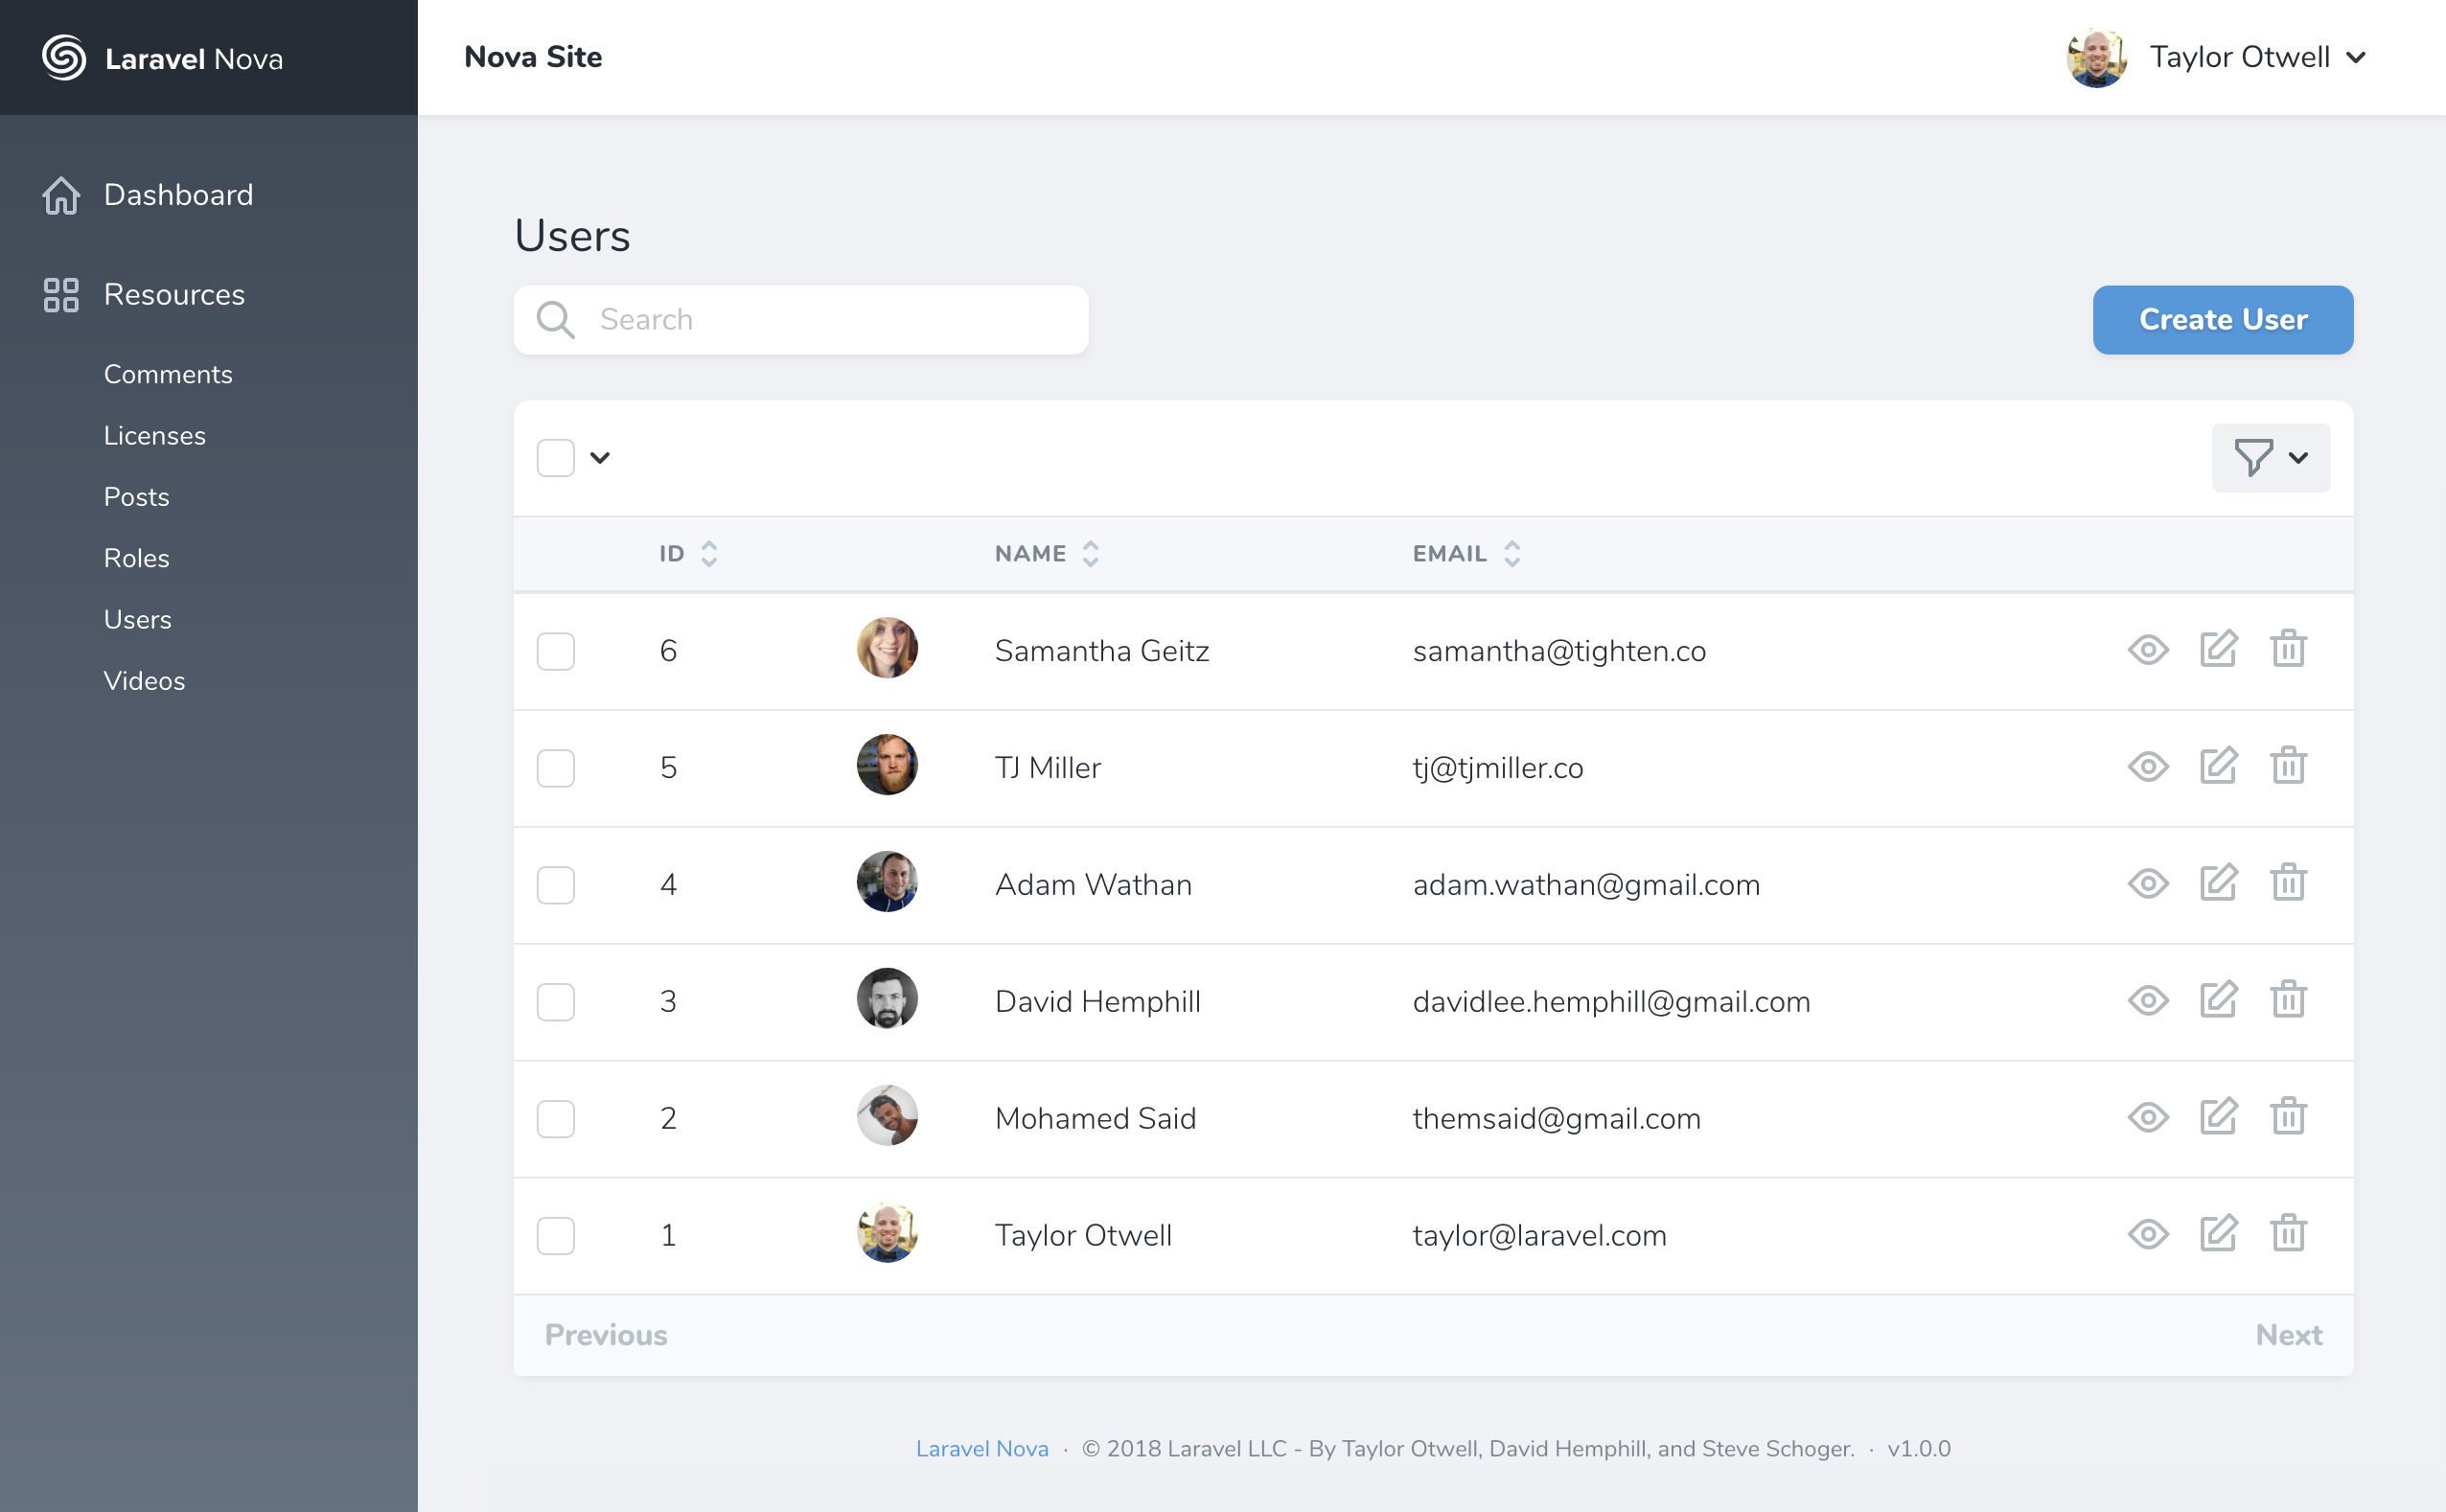 Laravel Nova
Nova Site
Taylor Otwell
Dashboard
Resources
Comments
Licenses
Posts
Roles
Users
Videos
Users
Search
Create User
ID NAME EMAIL
6 Samantha Geitz samantha@tighten.co
5 TJ Miller tj@tjmiller.co
4 Adam Wathan adam.wathan@gmail.com
3 David Hemphill davidlee.hemphill@gmail.com
2 Mohamed Said themsaid@gmail.com
1 Taylor Otwell taylor@laravel.com
Previous Next
Laravel Nova · © 2018 Laravel LLC - By Taylor Otwell, David Hemphill, and Steve Schoger. · v1.0.0